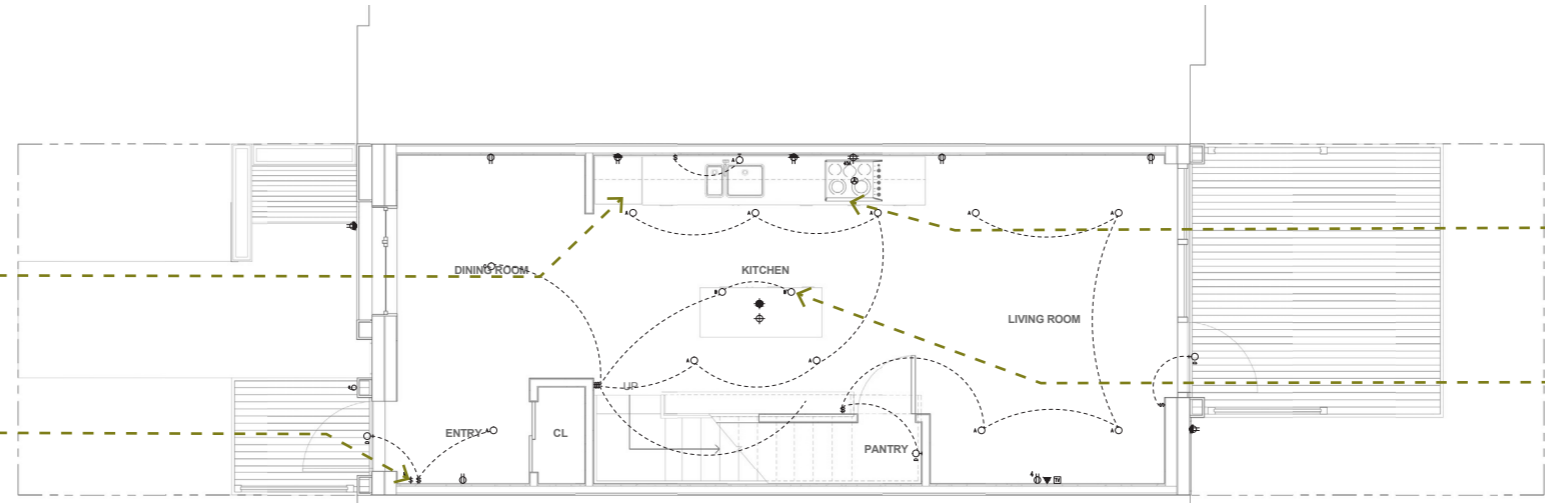 DINING ROOM
KITCHEN
LIVING ROOM
UP
ENTRY
CL
PANTRY